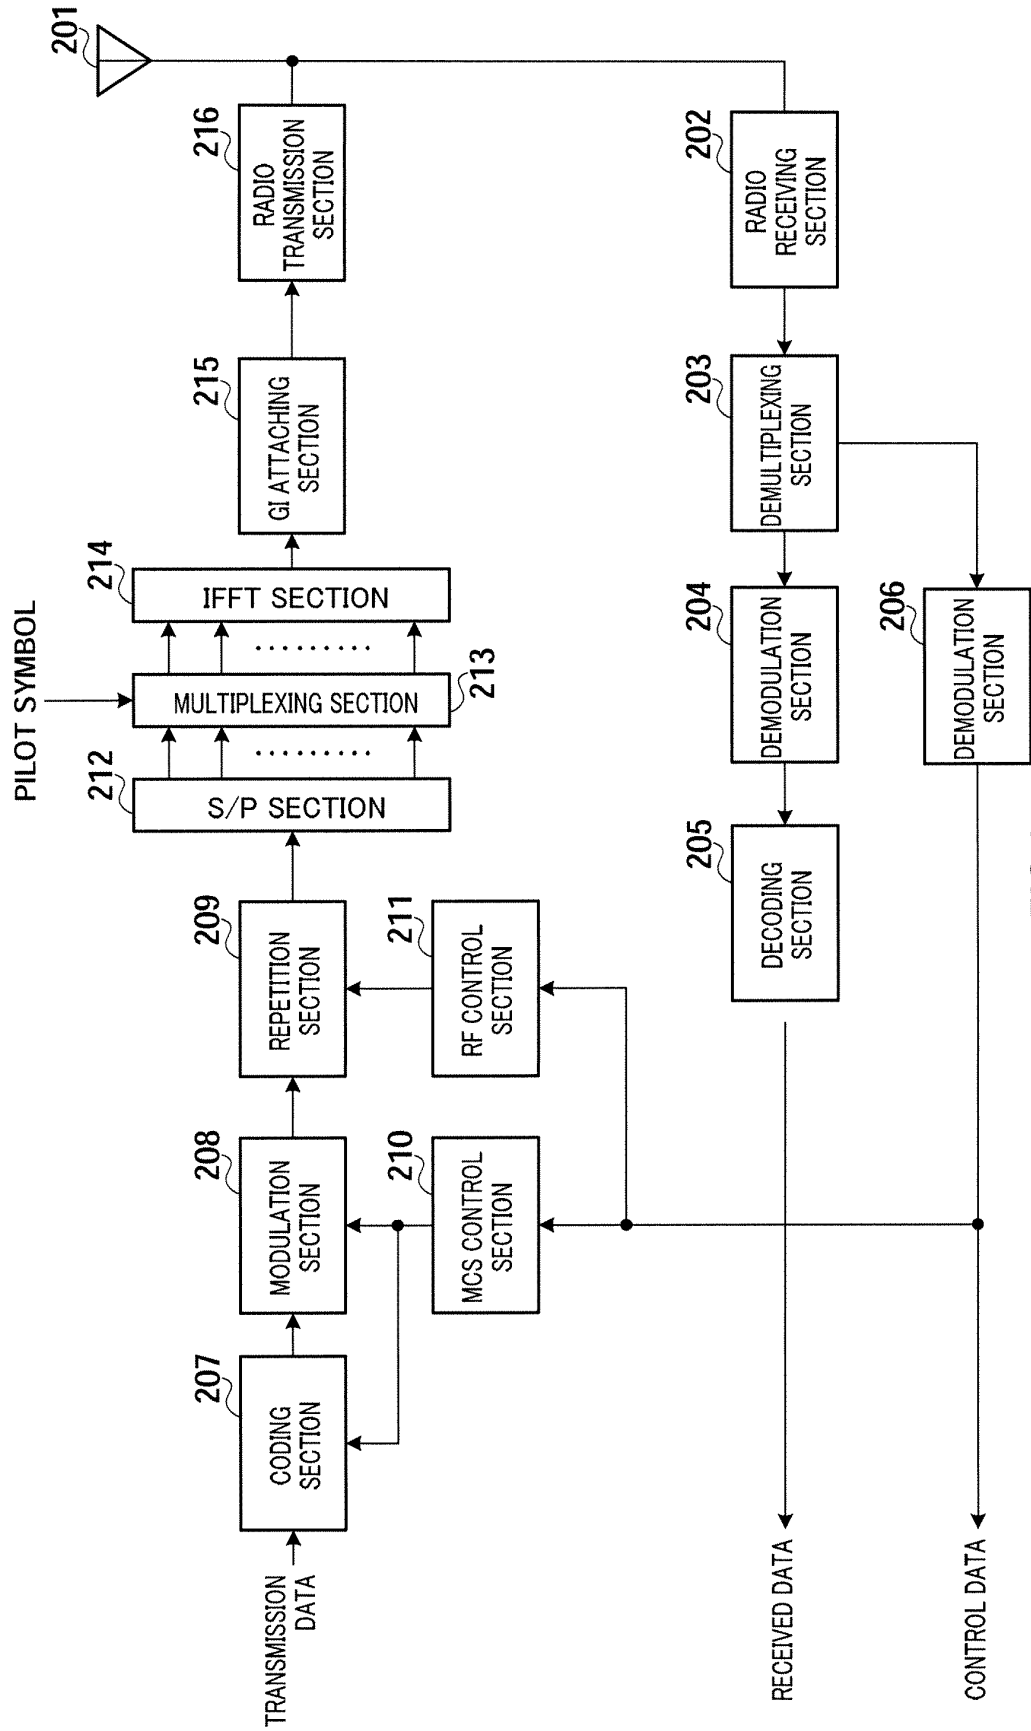 201
216
RADIO
TRANSMISSION
SECTION
202
RADIO
RECEIVING
SECTION
215
GI ATTACHING
SECTION
203
DEMULTIPLEXING
SECTION
214
IFFT SECTION
PILOT SYMBOL
MULTIPLEXING SECTION
213
212
S/P SECTION
204
DEMODULATION
SECTION
206
DEMODULATION
SECTION
205
DECODING
SECTION
209
REPETITION
SECTION
211
RF CONTROL
SECTION
208
MODULATION
SECTION
210
MCS CONTROL
SECTION
207
CODING
SECTION
TRANSMISSION
DATA
RECEIVED DATA
CONTROL DATA